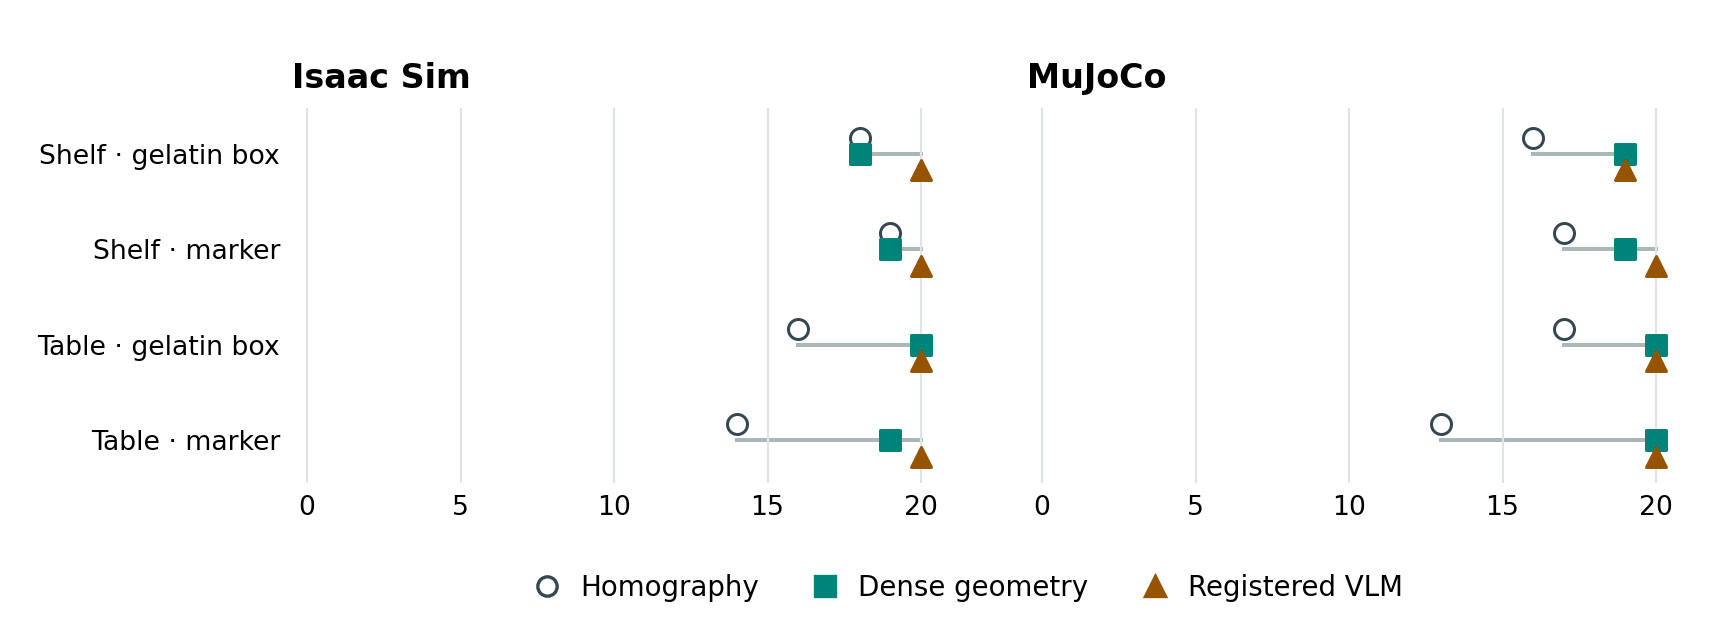 Isaac Sim
MuJoCo
Shelf · gelatin box
Shelf · marker
Table · gelatin box
Table · marker
0 5 10 15 20
0 5 10 15 20
Homography
Dense geometry
Registered VLM